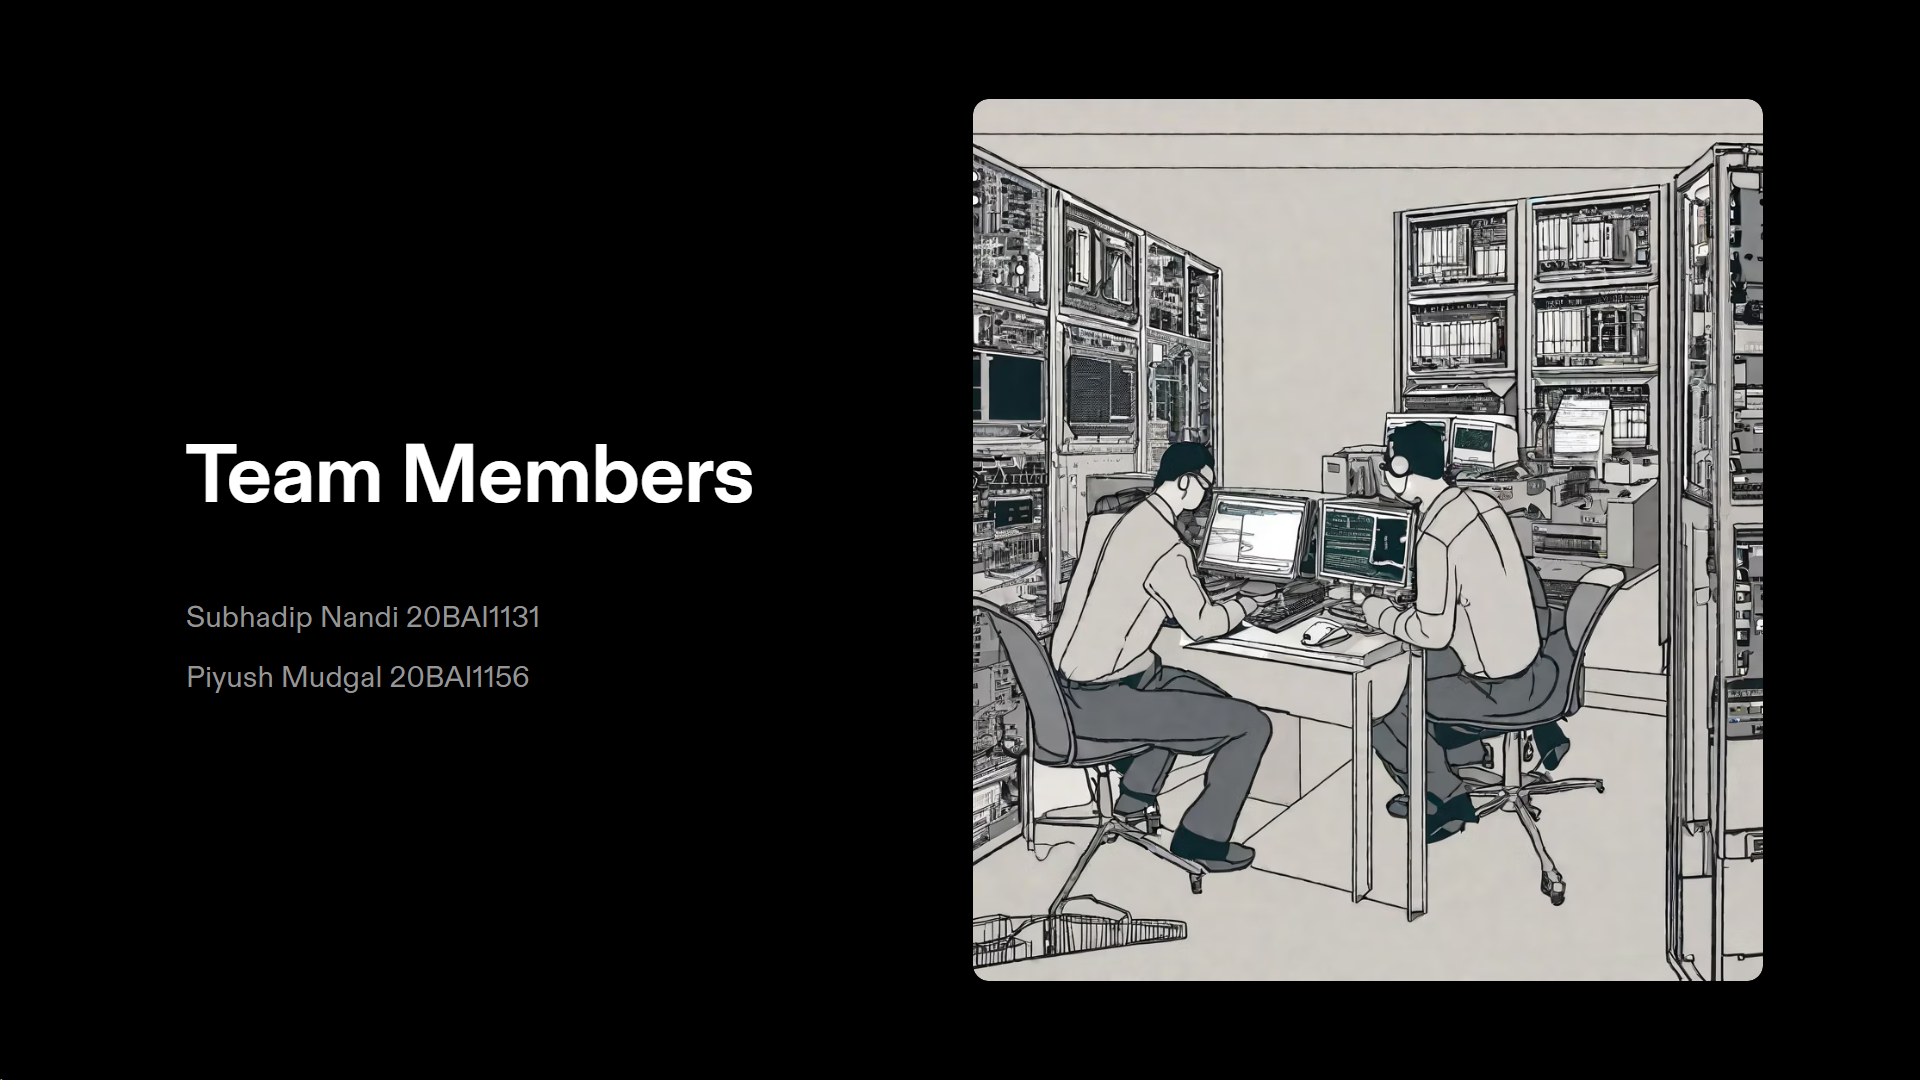 Team Members
Subhadip Nandi 20BAI1131
Piyush Mudgal 20BAI1156